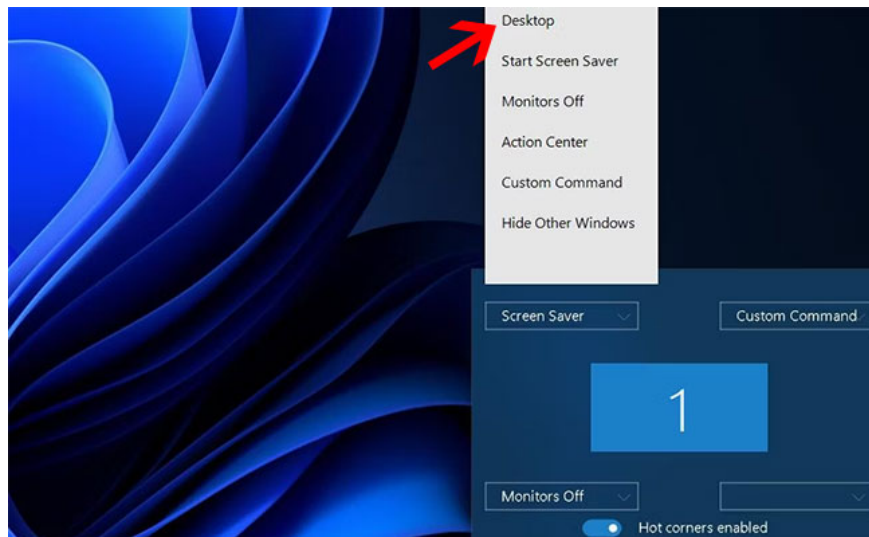 Desktop
Start Screen Saver
Monitors Off
Action Center
Custom Command
Hide Other Windows
Screen Saver
Custom Command
1
Monitors Off
Hot corners enabled